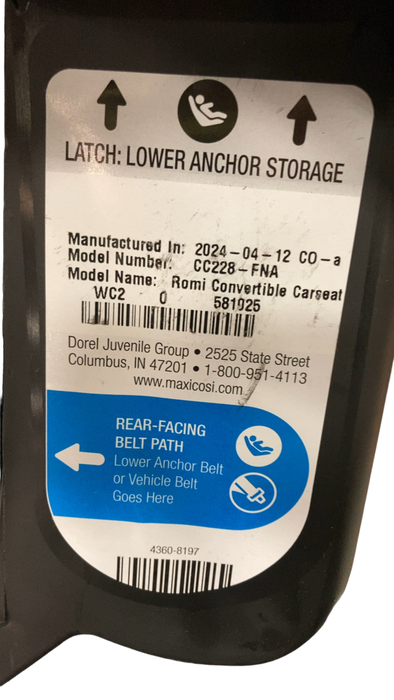 LATCH: LOWER ANCHOR STORAGE
Manufactured In: 2024-04-12 CO-a
Model Number: CC228-FNA
Model Name: Romi Convertible Carseat
WC2 0 581925
Dorel Juvenile Group • 2525 State Street
Columbus, IN 47201 • 1-800-951-4113
www.maxicosi.com
REAR-FACING
BELT PATH
Lower Anchor Belt
or Vehicle Belt
Goes Here
4360-8197